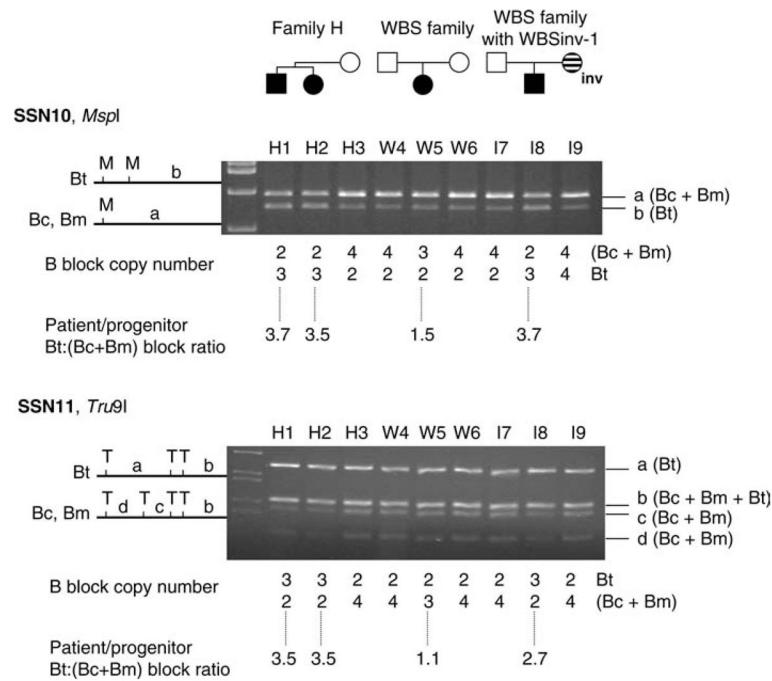 Family H WBS family WBS family
with WBSinv-1
inv
SSN10, MspI
H1 H2 H3 W4 W5 W6 I7 I8 I9
M M b
Bt
M
Bc, Bm a
a (Bc + Bm)
b (Bt)
B block copy number
2 2 4 4 3 4 4 2 4 (Bc + Bm)
3 3 2 2 2 2 2 3 4 Bt
Patient/progenitor
Bt:(Bc+Bm) block ratio
3.7 3.5 1.5 3.7
SSN11, Tru9I
H1 H2 H3 W4 W5 W6 I7 I8 I9
T TT
Bt a b
T T TT
Bc, Bm d c b
a (Bt)
b (Bc + Bm + Bt)
c (Bc + Bm)
d (Bc + Bm)
B block copy number
3 3 2 2 2 2 2 3 2 Bt
2 2 4 4 3 4 4 2 4 (Bc + Bm)
Patient/progenitor
Bt:(Bc+Bm) block ratio
3.5 3.5 1.1 2.7